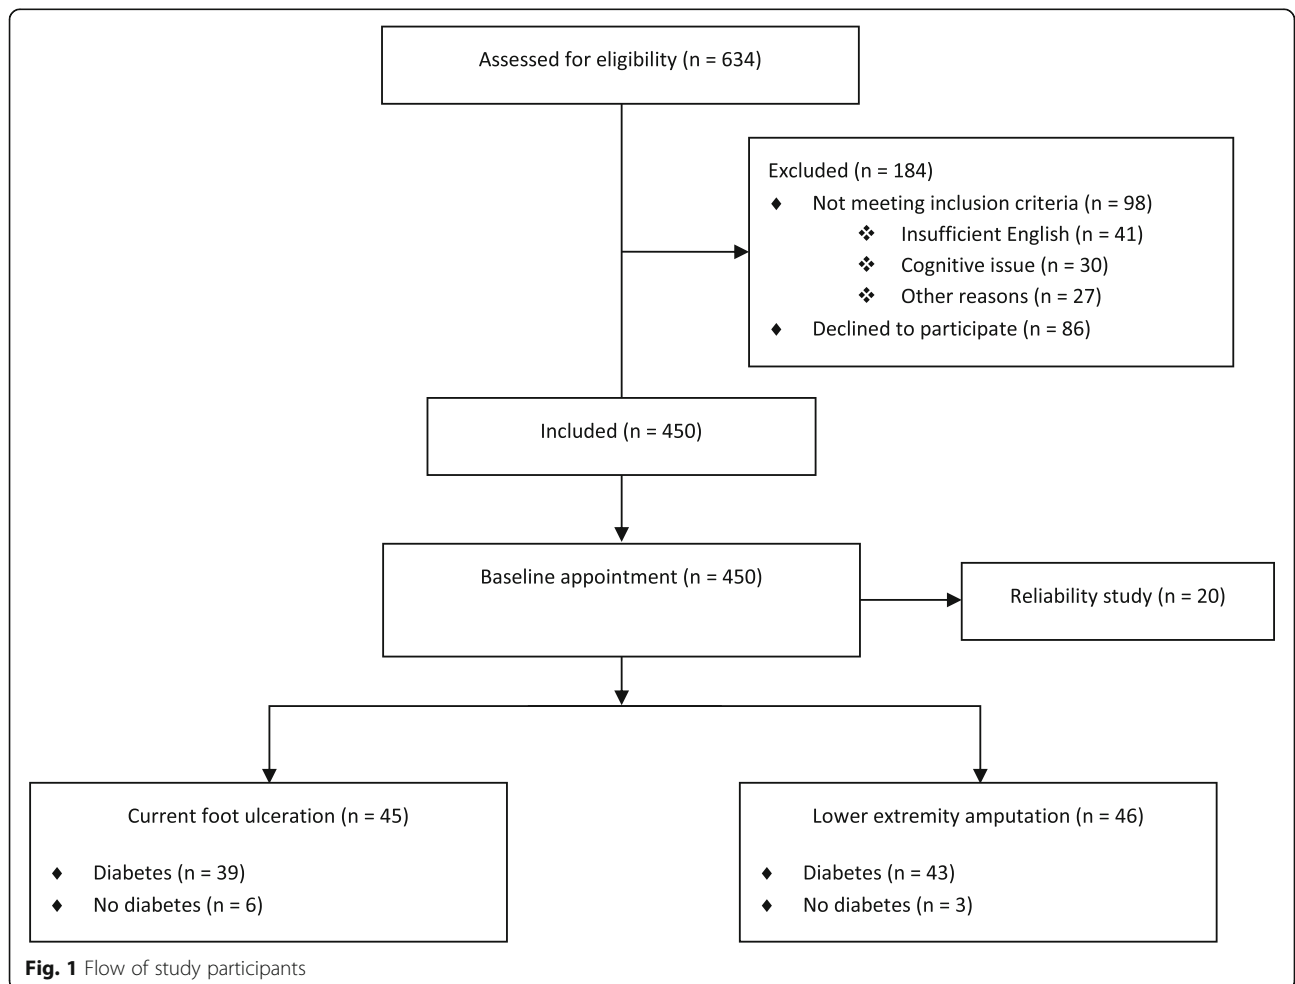 Assessed for eligibility (n = 634)
Excluded (n = 184)
♦ Not meeting inclusion criteria (n = 98)
❖ Insufficient English (n = 41)
❖ Cognitive issue (n = 30)
❖ Other reasons (n = 27)
♦ Declined to participate (n = 86)
Included (n = 450)
Baseline appointment (n = 450)
Reliability study (n = 20)
Current foot ulceration (n = 45)
♦ Diabetes (n = 39)
♦ No diabetes (n = 6)
Lower extremity amputation (n = 46)
♦ Diabetes (n = 43)
♦ No diabetes (n = 3)
Fig. 1 Flow of study participants